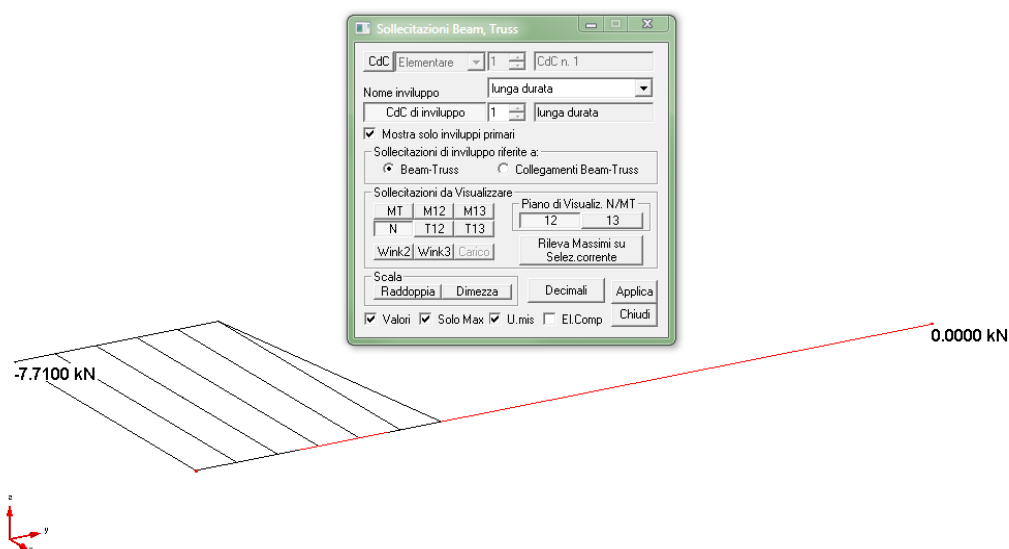 Sollecitazioni Beam, Truss
CdC Elementare 1 CdC n. 1
Nome inviluppo lunga durata
CdC di inviluppo 1 lunga durata
Mostra solo inviluppi primari
Sollecitazioni di inviluppo riferite a:
Beam-Truss Collegamenti Beam-Truss
Sollecitazioni da Visualizzare
MT M12 M13
N T12 T13
Wink2 Wink3 Carico
Piano di Visualiz. N/MT
12 13
Rileva Massimi su
Selez.corrente
Scala
Raddoppia Dimezza
Decimali Applica
Valori Solo Max U.mis El.Comp Chiudi
0.0000 kN
-7.7100 kN
z
y